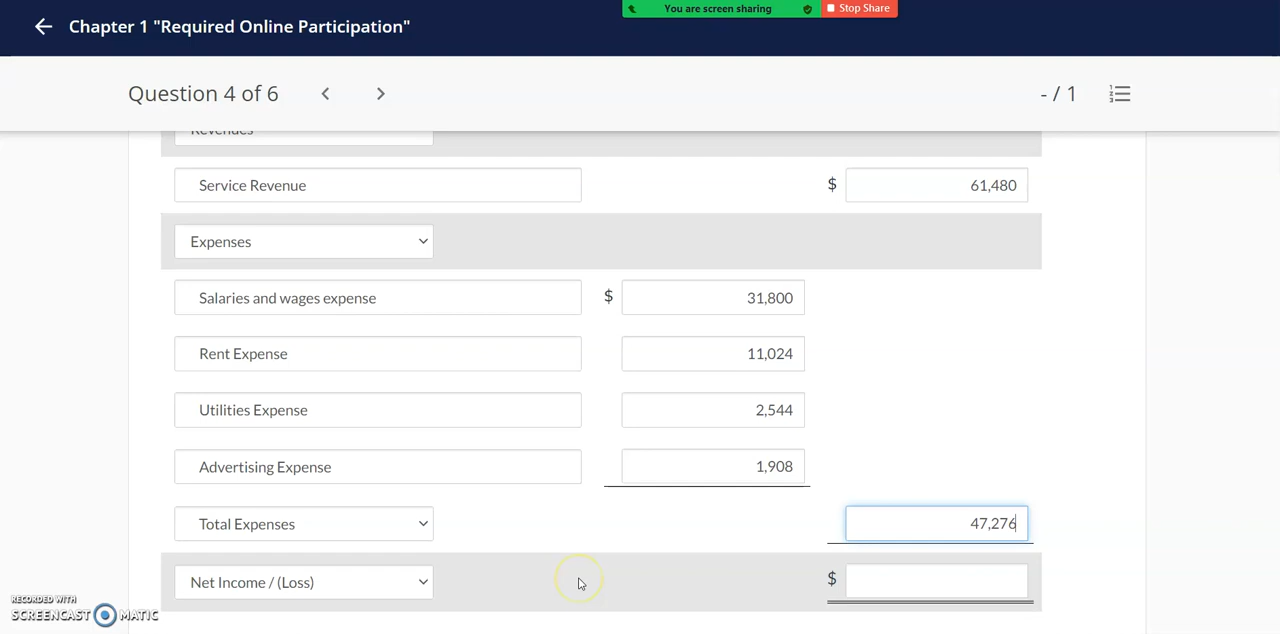 You are screen sharing
Stop Share
Chapter 1 "Required Online Participation"
Question 4 of 6
- / 1
Revenues
Service Revenue $ 61,480
Expenses
Salaries and wages expense $ 31,800
Rent Expense 11,024
Utilities Expense 2,544
Advertising Expense 1,908
Total Expenses 47,276
Net Income / (Loss) $
RECORDED WITH
SCREENCAST MATIC